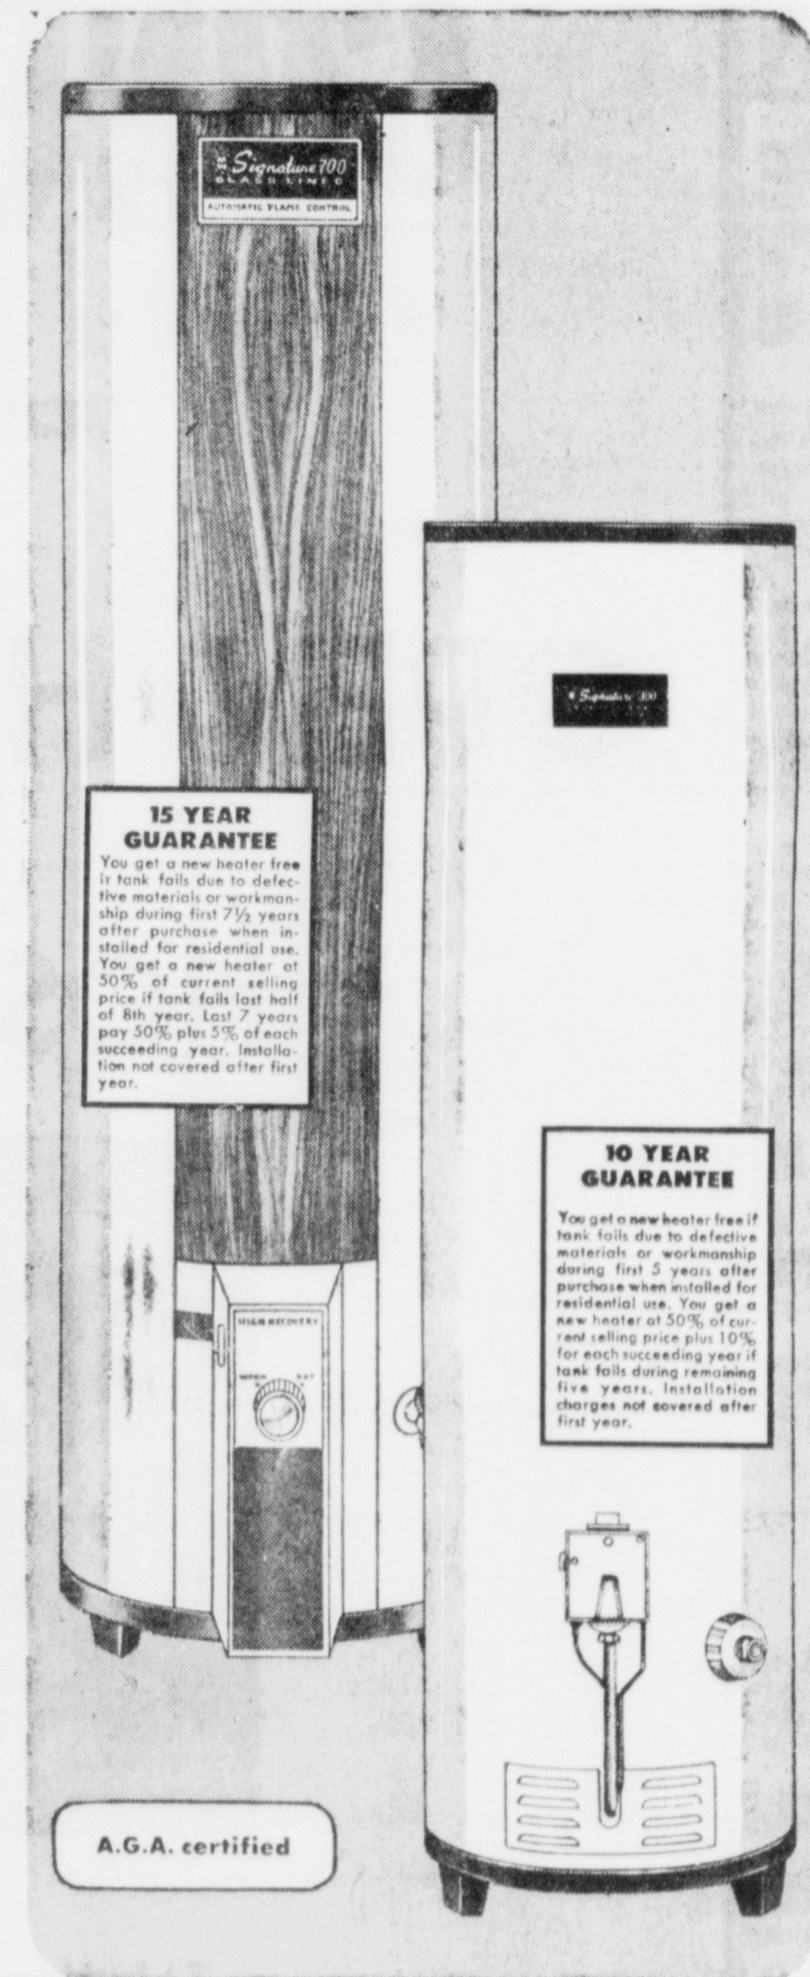 Signature 700
GLASS LINED
AUTOMATIC FLAME CONTROL
Signature 300
15 YEAR
GUARANTEE
You get a new heater free
ir tank fails due to defec-
tive materials or workman-
ship during first 7½ years
after purchase when in-
stalled for residential use.
You get a new heater at
50% of current selling
price if tank fails last half
of 8th year. Last 7 years
pay 50% plus 5% of each
succeeding year. Installa-
tion not covered after first
year.
10 YEAR
GUARANTEE
You get a new heater free if
tank fails due to defective
materials or workmanship
during first 5 years after
purchase when installed for
residential use. You get a
new heater at 50% of cur-
rent selling price plus 10%
for each succeeding year if
tank fails during remaining
five years. Installation
charges not covered after
first year.
HIGH RECOVERY
WARM
A.G.A. certified